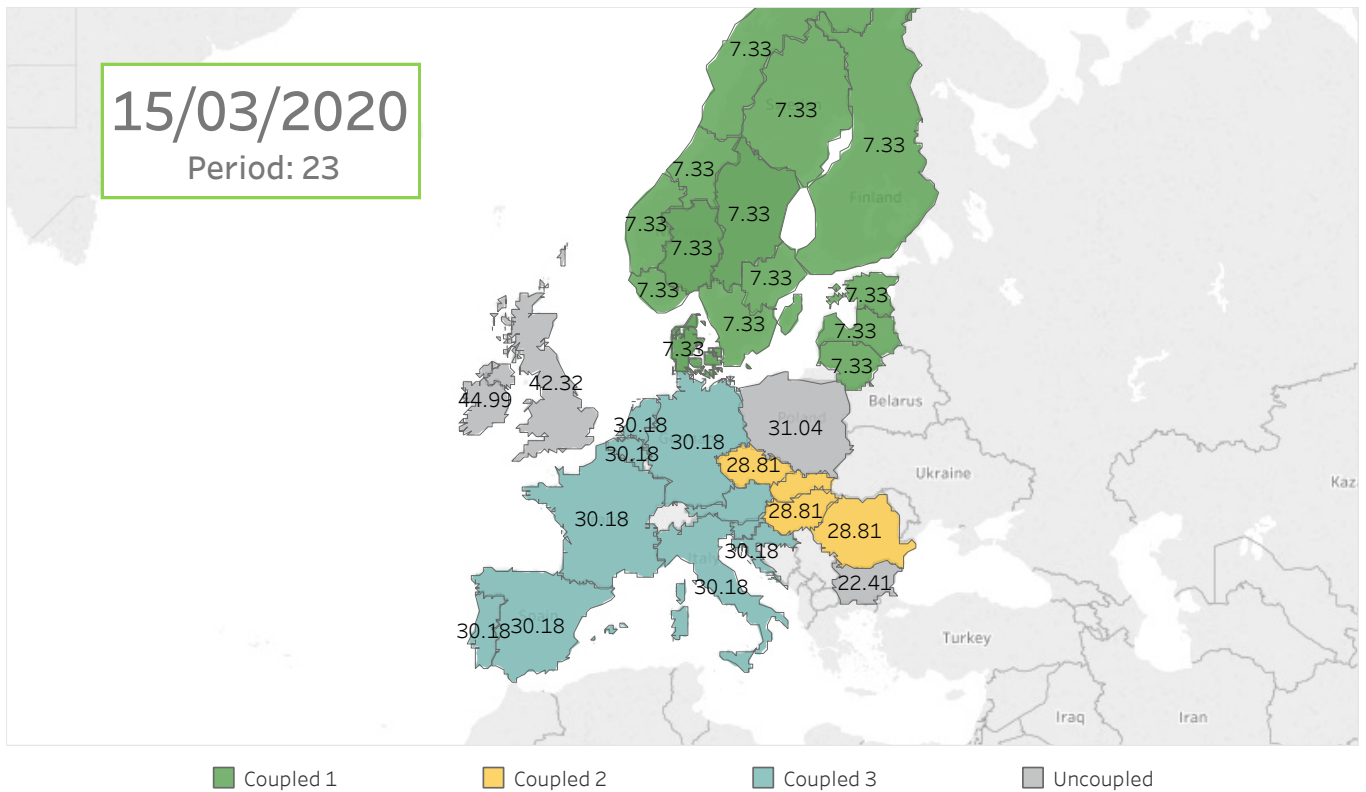 15/03/2020
Period: 23
7.33
7.33
7.33
Finland
7.33
7.33
7.33
7.33
7.33
7.33
7.33
7.33
7.33
7.33
7.33
42.32
44.99
Poland
31.04
Belarus
30.18
30.18
30.18
28.81
Ukraine
Kaz
30.18
28.81
28.81
30.18
Italy
30.18
22.41
Spain
30.18
30.18
Turkey
Iraq
Iran
Coupled 1
Coupled 2
Coupled 3
Uncoupled